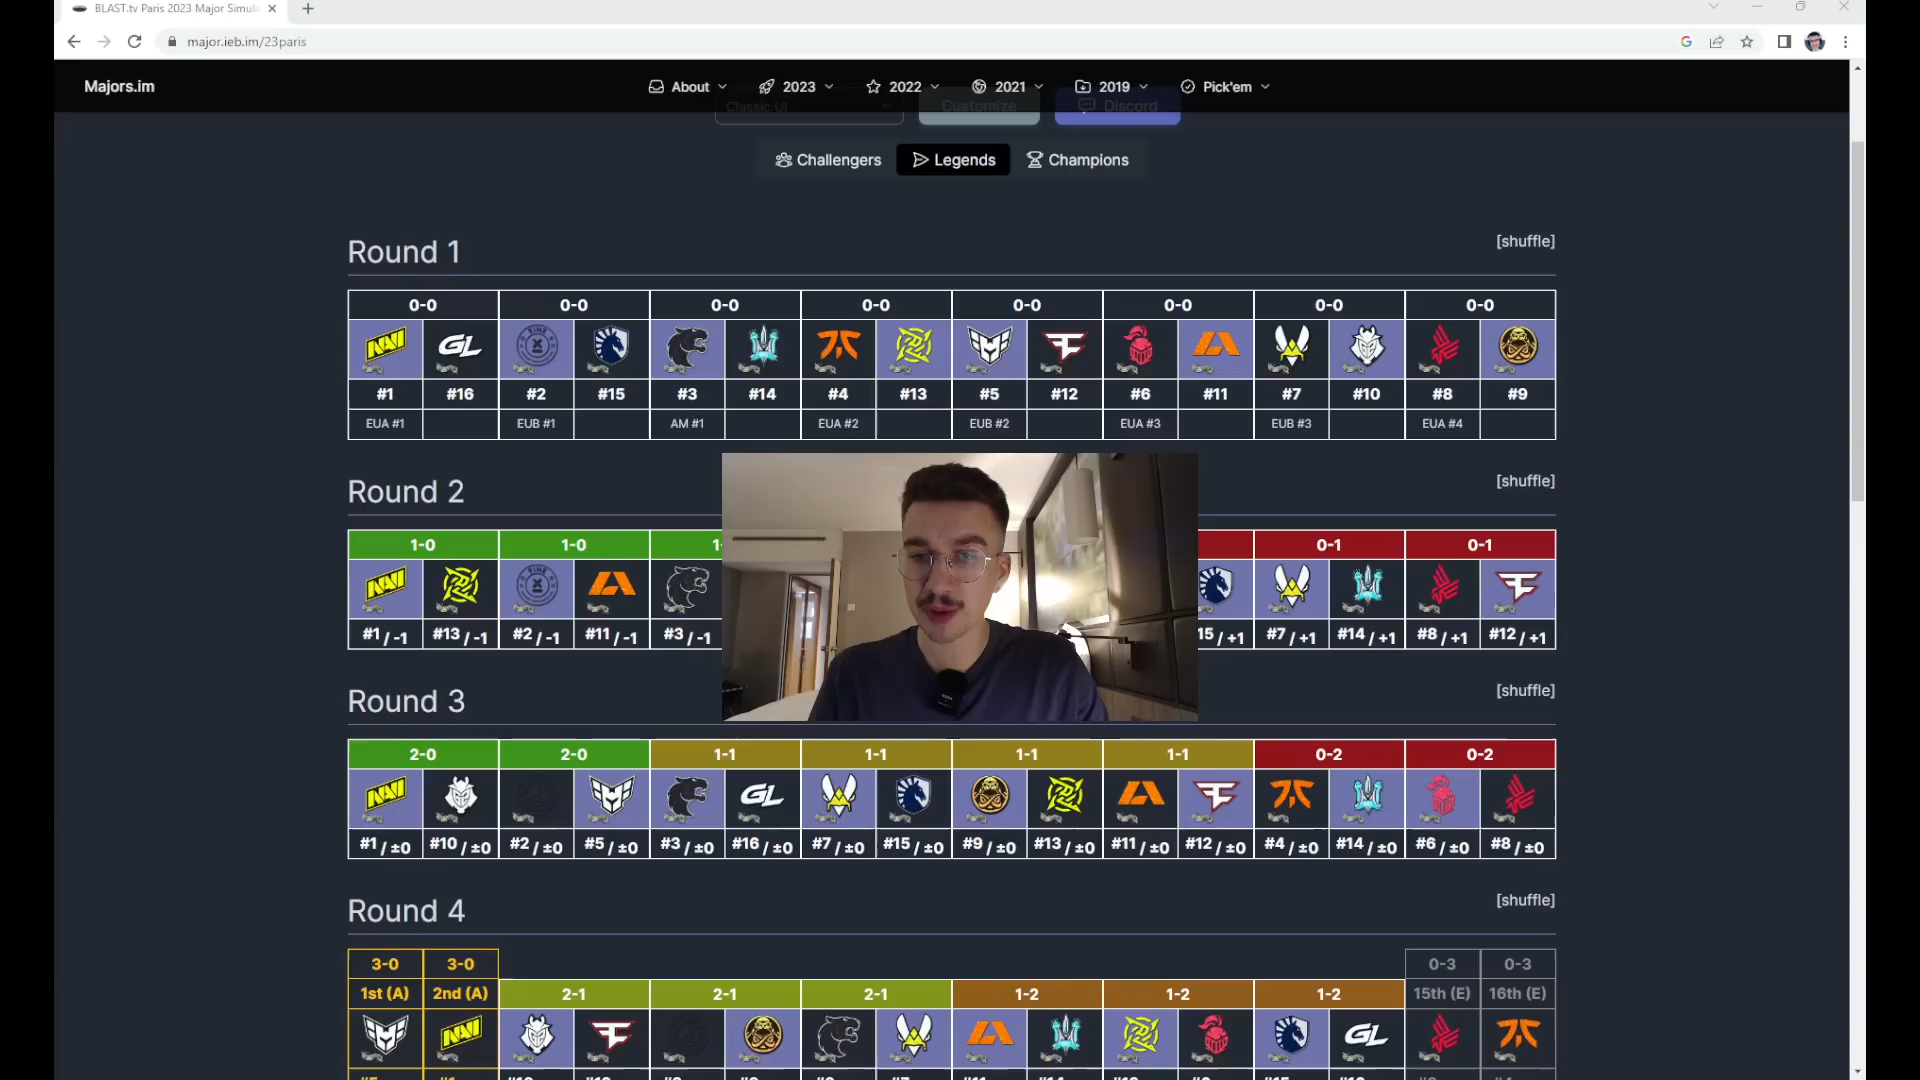 BLAST.tv Paris 2023 Major Simul
major.ieb.im/23paris
Majors.im
About
2023
2022
2021
2019
Pick'em
Classic UI
Customize
Discord
Challengers
Legends
Champions
Round 1
[shuffle]
0-0 0-0 0-0 0-0 0-0 0-0 0-0 0-0
#1 #16 #2 #15 #3 #14 #4 #13 #5 #12 #6 #11 #7 #10 #8 #9
EUA #1 EUB #1 AM #1 EUA #2 EUB #2 EUA #3 EUB #3 EUA #4
Round 2
[shuffle]
1-0 1-0 1- 0-1 0-1
#1 / -1 #13 / -1 #2 / -1 #11 / -1 #3 / -1 15 / +1 #7 / +1 #14 / +1 #8 / +1 #12 / +1
Round 3
[shuffle]
2-0 2-0 1-1 1-1 1-1 1-1 0-2 0-2
#1 / ±0 #10 / ±0 #2 / ±0 #5 / ±0 #3 / ±0 #16 / ±0 #7 / ±0 #15 / ±0 #9 / ±0 #13 / ±0 #11 / ±0 #12 / ±0 #4 / ±0 #14 / ±0 #6 / ±0 #8 / ±0
Round 4
[shuffle]
3-0 3-0 0-3 0-3
1st (A) 2nd (A) 2-1 2-1 2-1 1-2 1-2 1-2 15th (E) 16th (E)